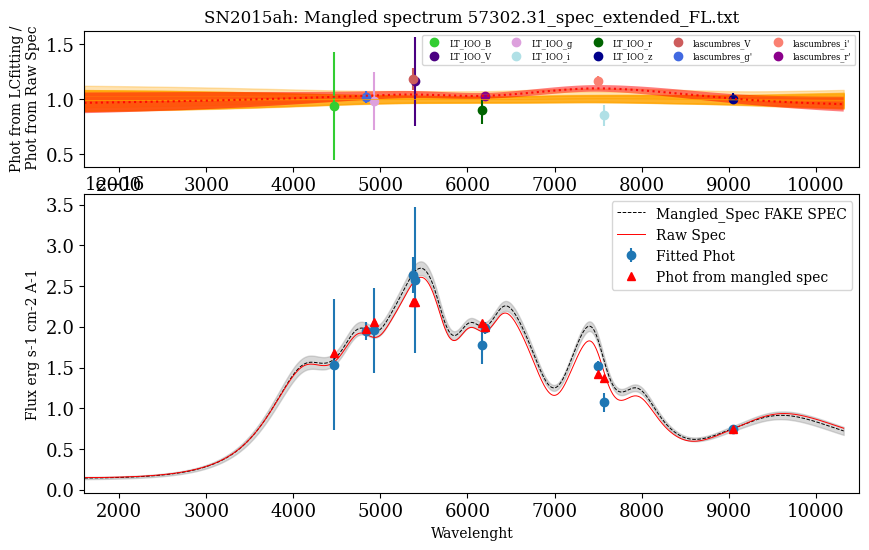 SN2015ah: Mangled spectrum 57302.31_spec_extended_FL.txt
Phot from LCfitting /
Phot from Raw Spec
1.5
1.0
0.5
LT_IOO_B LT_IOO_g LT_IOO_r lascumbres_V lascumbres_i'
LT_IOO_V LT_IOO_i LT_IOO_z lascumbres_g' lascumbres_r'
2000 3000 4000 5000 6000 7000 8000 9000 10000
1e−16
Flux erg s-1 cm-2 A-1
3.5
3.0
2.5
2.0
1.5
1.0
0.5
0.0
Mangled_Spec FAKE SPEC
Raw Spec
Fitted Phot
Phot from mangled spec
2000 3000 4000 5000 6000 7000 8000 9000 10000
Wavelenght